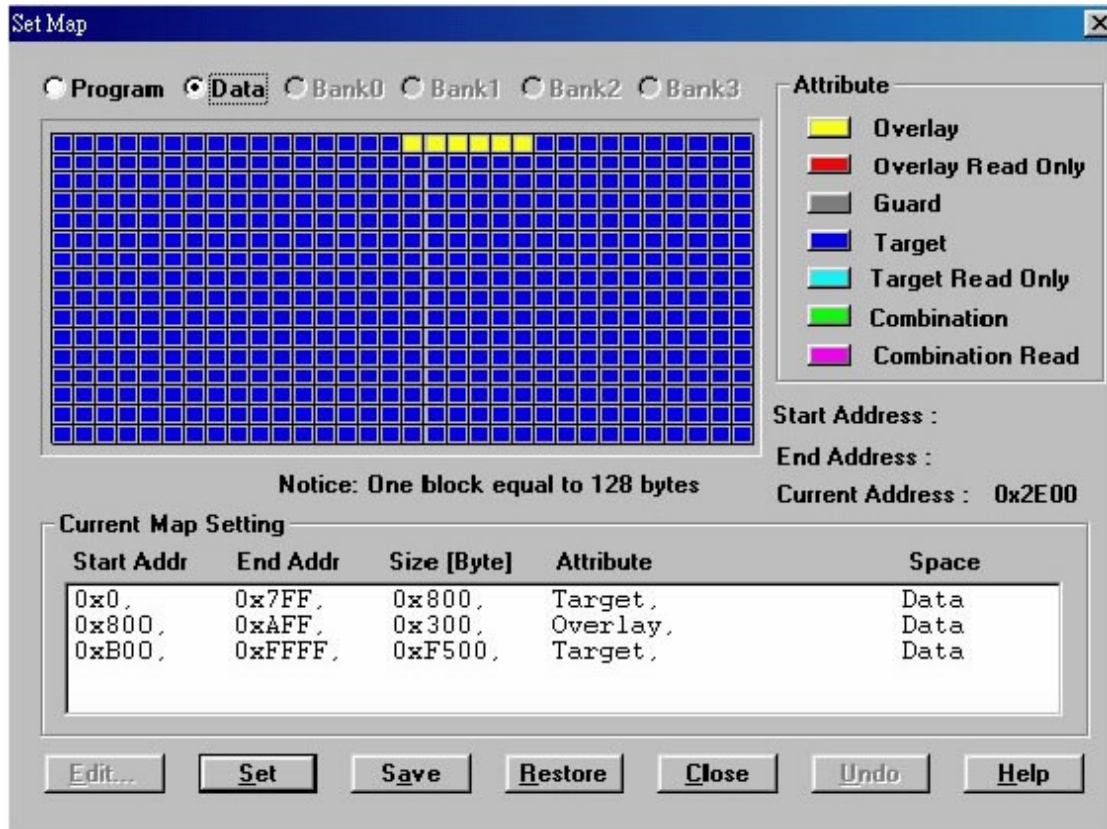 Set Map
Program Data Bank0 Bank1 Bank2 Bank3
Attribute
Overlay
Overlay Read Only
Guard
Target
Target Read Only
Combination
Combination Read
Start Address :
End Address :
Current Address : 0x2E00
Notice: One block equal to 128 bytes
Current Map Setting
Start Addr End Addr Size [Byte] Attribute Space
0x0, 0x7FF, 0x800, Target, Data
0x800, 0xAFF, 0x300, Overlay, Data
0xB00, 0xFFFF, 0xF500, Target, Data
Edit... Set Save Restore Close Undo Help